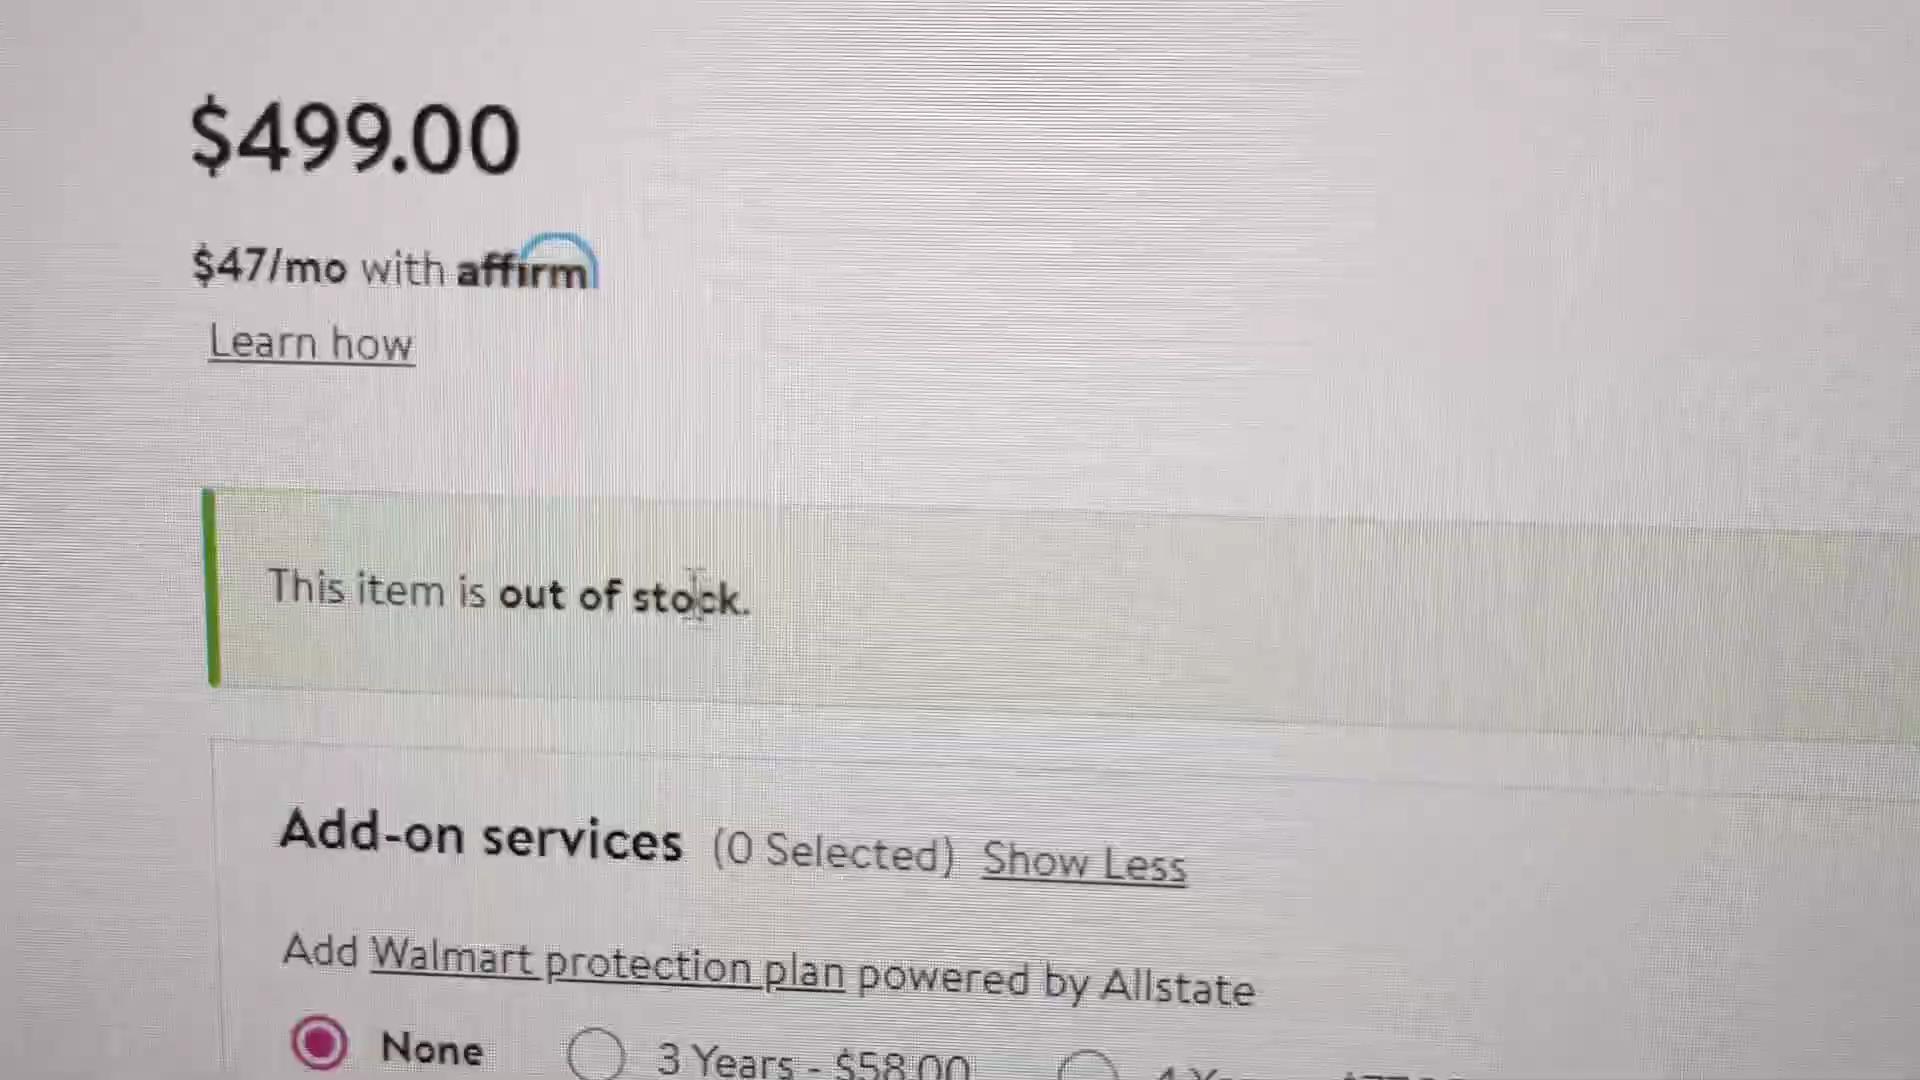 $499.00
$47/mo with affirm
Learn how
This item is out of stock.
Add-on services (0 Selected) Show Less
Add Walmart protection plan powered by Allstate
None 3 Years - $58.00